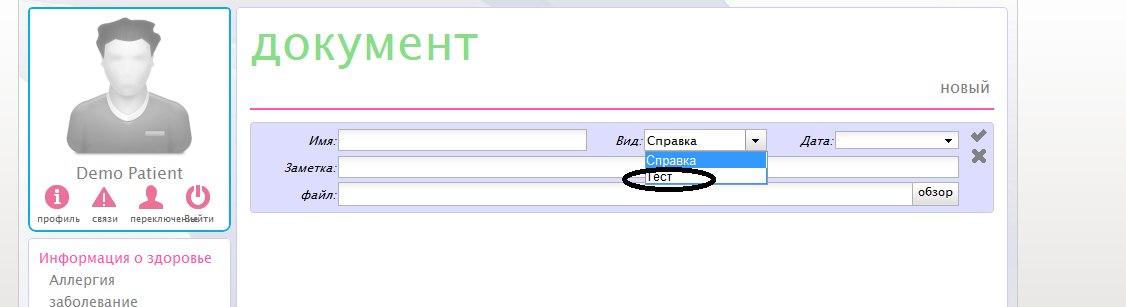 документ
новый
Имя: Вид: Справка Дата:
Справка
Заметка:
Тест
файл: обзор
Demo Patient
профиль связи переключение Выйти
Информация о здоровье
Аллергия
заболевание